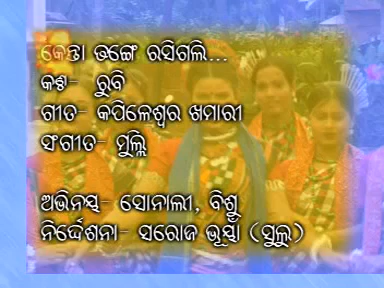 କେନ୍ତା ଭଙ୍ଗେ ରସିଗଲି...
କଣ୍ଠ- ରୁବି
ଗୀତ- କପିଳେଶ୍ୱର ଖମାରୀ
ସଂଗୀତ- ମୁଲ୍ଲି
ଅଭିନୟ- ସୋନାଲୀ, ବିଶ୍ବୁ
ନିର୍ଦ୍ଦେଶନା- ସରୋଜ ଭୂୟାଁ (ସୁଲୁ)